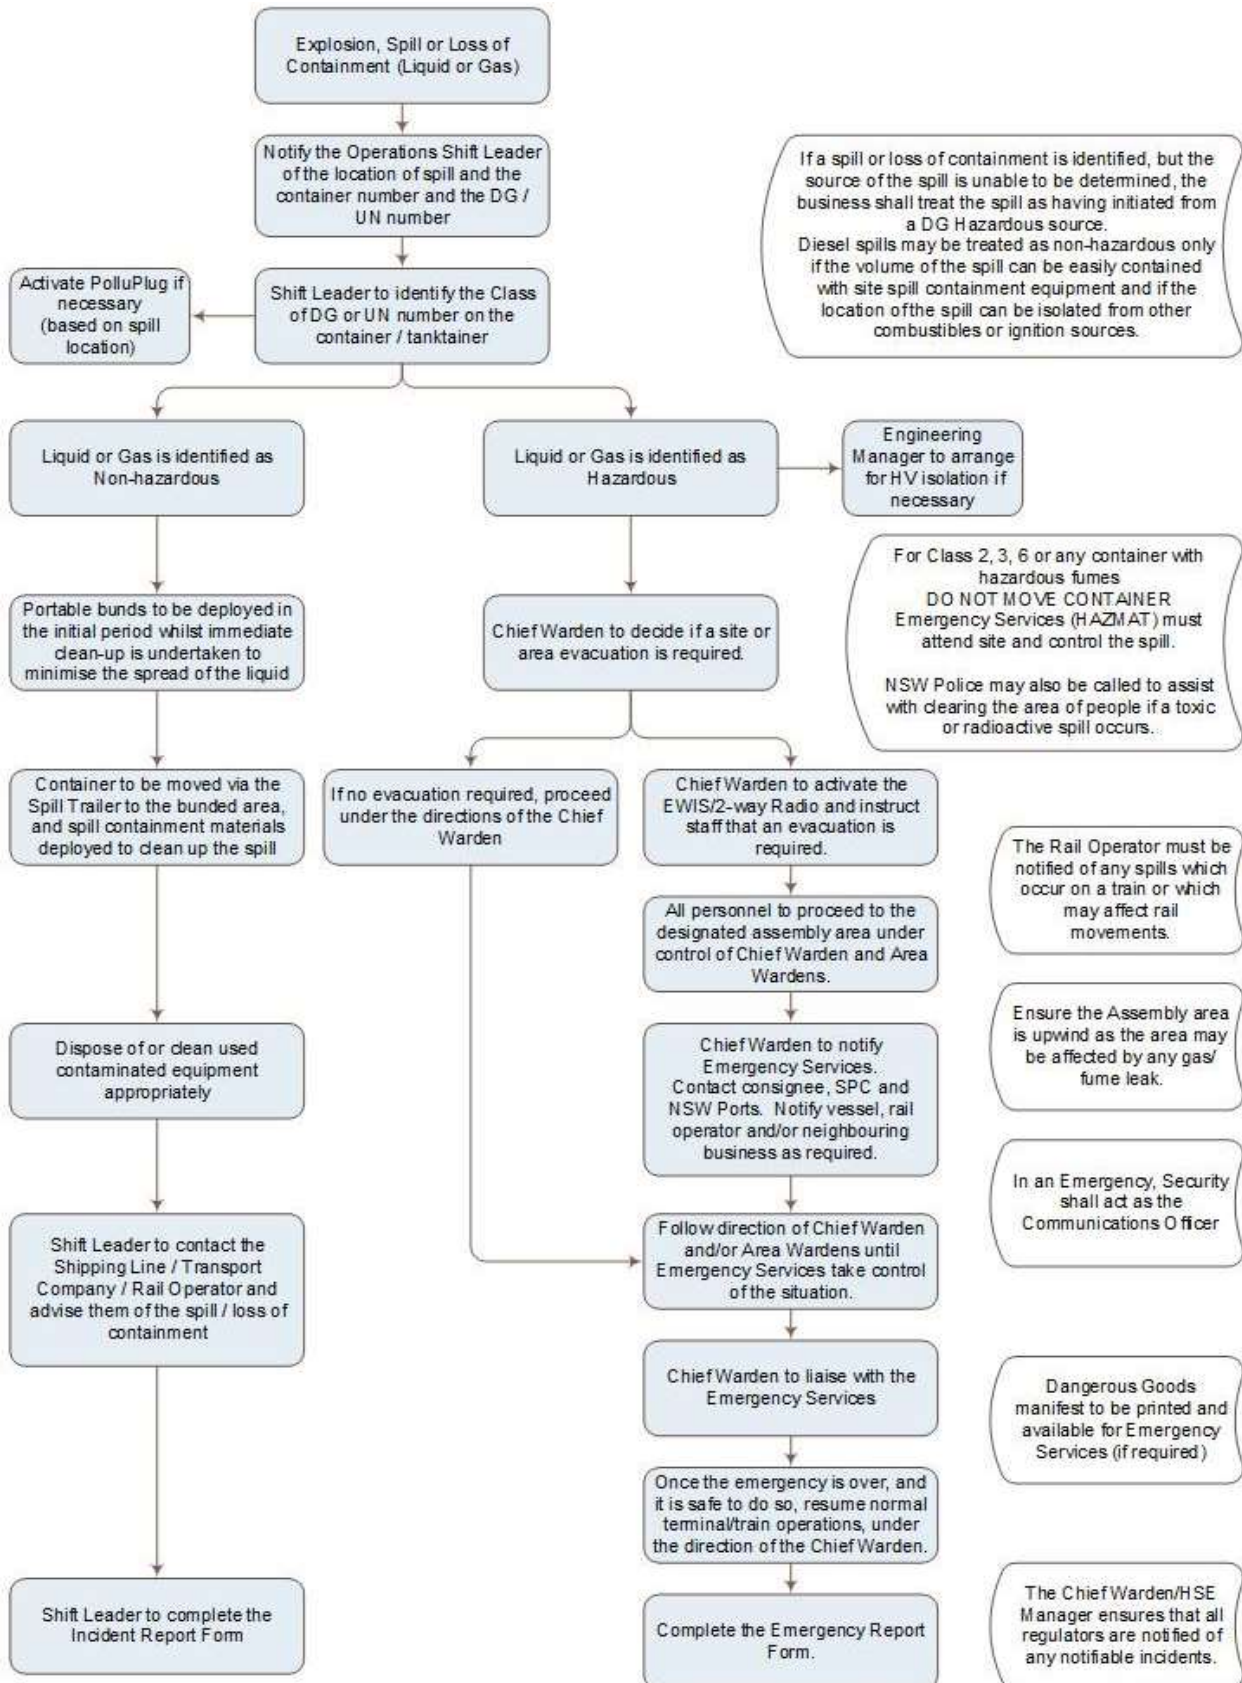 Explosion, Spill or Loss of
Containment (Liquid or Gas)
Notify the Operations Shift Leader
of the location of spill and the
container number and the DG /
UN number
If a spill or loss of containment is identified, but the
source of the spill is unable to be determined, the
business shall treat the spill as having initiated from
a DG Hazardous source.
Diesel spills may be treated as non-hazardous only
if the volume of the spill can be easily contained
with site spill containment equipment and if the
location of the spill can be isolated from other
combustibles or ignition sources.
Activate PolluPlug if
necessary
(based on spill
location)
Shift Leader to identify the Class
of DG or UN number on the
container / tanktainer
Liquid or Gas is identified as
Non-hazardous
Liquid or Gas is identified as
Hazardous
Engineering
Manager to arrange
for HV isolation if
necessary
For Class 2, 3, 6 or any container with
hazardous fumes
DO NOT MOVE CONTAINER
Emergency Services (HAZMAT) must
attend site and control the spill.
NSW Police may also be called to assist
with clearing the area of people if a toxic
or radioactive spill occurs.
Portable bunds to be deployed in
the initial period whilst immediate
clean-up is undertaken to
minimise the spread of the liquid
Chief Warden to decide if a site or
area evacuation is required.
Container to be moved via the
Spill Trailer to the bunded area,
and spill containment materials
deployed to clean up the spill
If no evacuation required, proceed
under the directions of the Chief
Warden
Chief Warden to activate the
EWIS/2-way Radio and instruct
staff that an evacuation is
required.
The Rail Operator must be
notified of any spills which
occur on a train or which
may affect rail
movements.
All personnel to proceed to the
designated assembly area under
control of Chief Warden and Area
Wardens.
Ensure the Assembly area
is upwind as the area may
be affected by any gas/
fume leak.
Dispose of or clean used
contaminated equipment
appropriately
Chief Warden to notify
Emergency Services.
Contact consignee, SPC and
NSW Ports. Notify vessel, rail
operator and/or neighbouring
business as required.
In an Emergency, Security
shall act as the
Communications Officer
Shift Leader to contact the
Shipping Line / Transport
Company / Rail Operator and
advise them of the spill / loss of
containment
Follow direction of Chief Warden
and/or Area Wardens until
Emergency Services take control
of the situation.
Chief Warden to liaise with the
Emergency Services
Dangerous Goods
manifest to be printed and
available for Emergency
Services (if required)
Once the emergency is over, and
it is safe to do so, resume normal
terminal/train operations, under
the direction of the Chief Warden.
Shift Leader to complete the
Incident Report Form
Complete the Emergency Report
Form.
The Chief Warden/HSE
Manager ensures that all
regulators are notified of
any notifiable incidents.